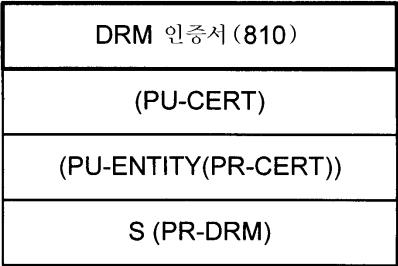 DRM 인증서(810)
(PU-CERT)
(PU-ENTITY(PR-CERT))
S (PR-DRM)